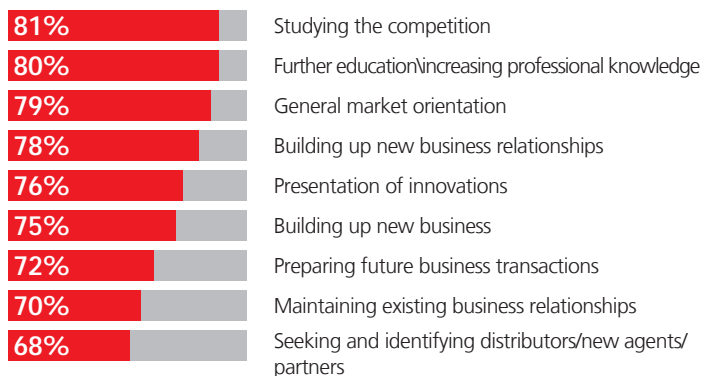 81% Studying the competition
80% Further education\increasing professional knowledge
79% General market orientation
78% Building up new business relationships
76% Presentation of innovations
75% Building up new business
72% Preparing future business transactions
70% Maintaining existing business relationships
68% Seeking and identifying distributors/new agents/
partners